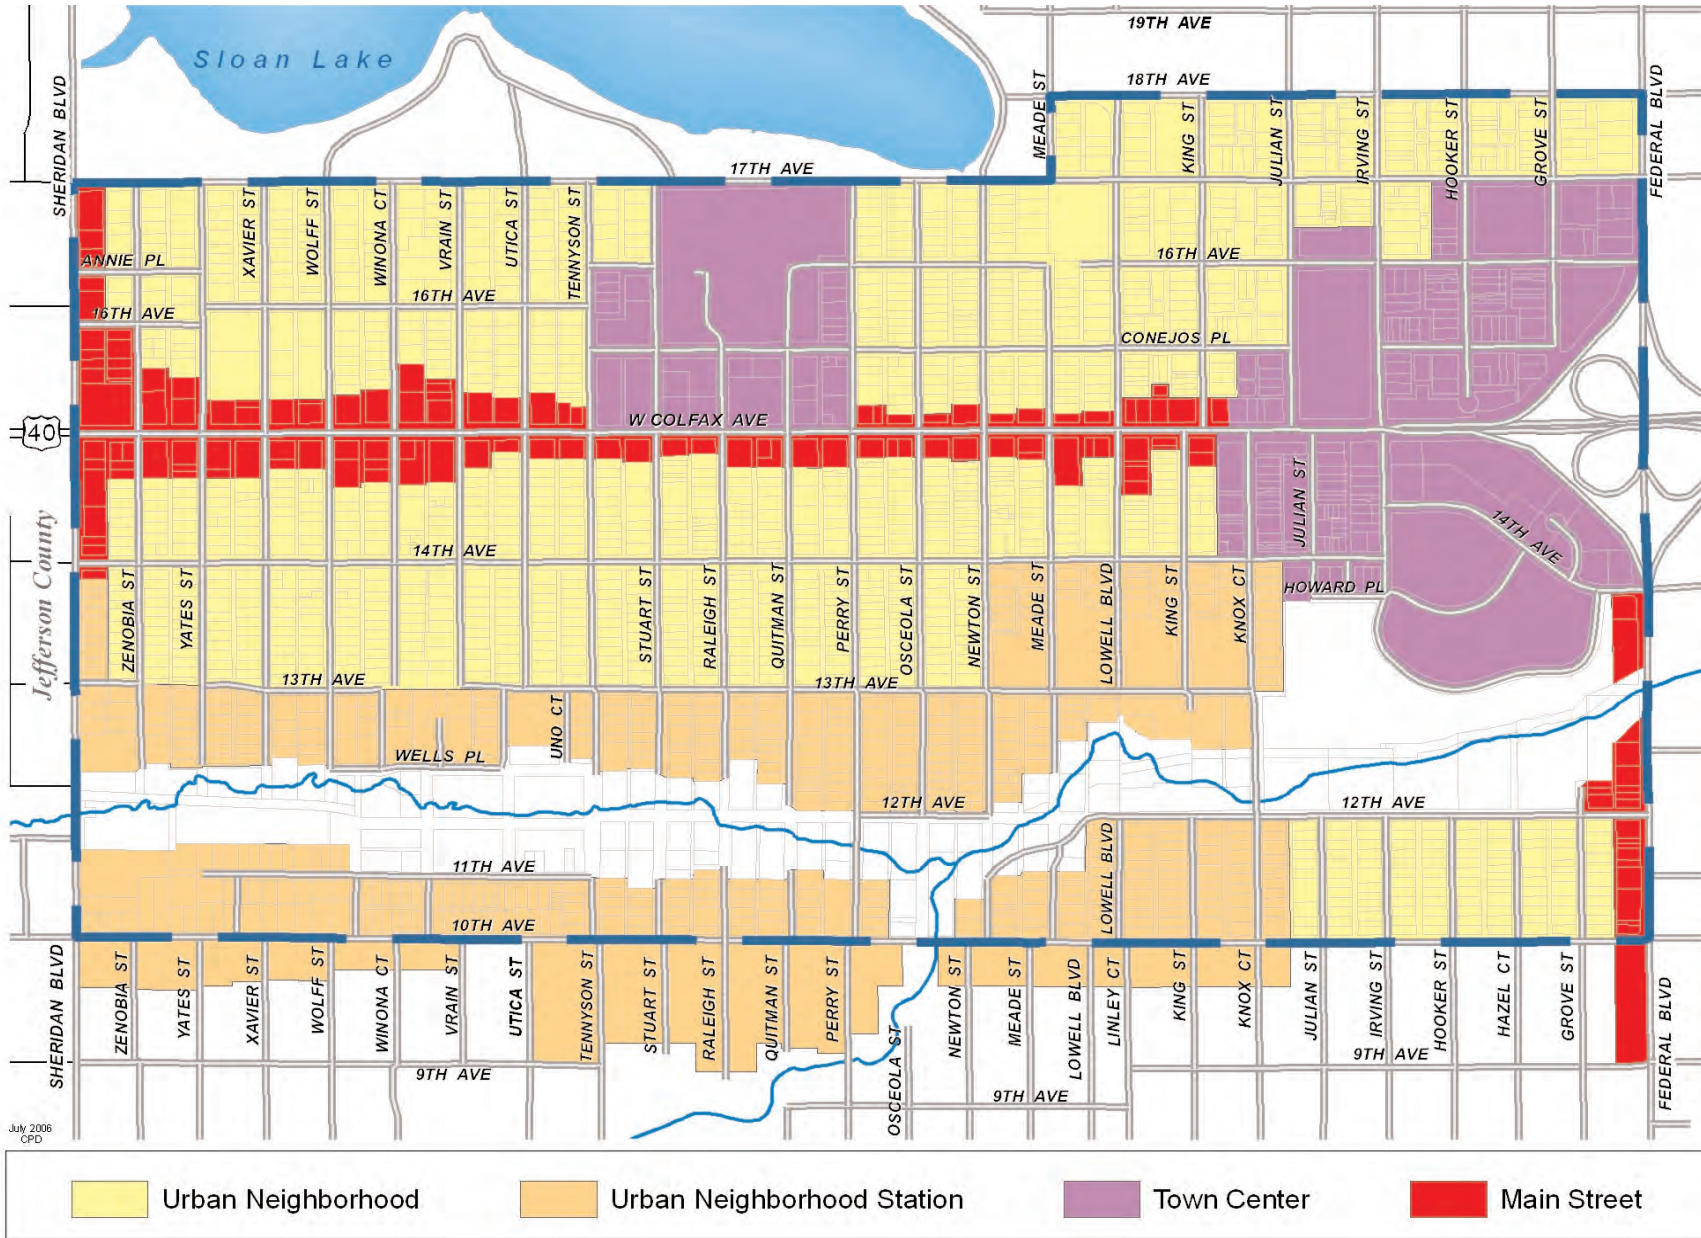 19TH AVE
Sloan Lake
18TH AVE
SHERIDAN BLVD
MEADE ST
KING ST
JULIAN ST
IRVING ST
HOOKER ST
GROVE ST
FEDERAL BLVD
17TH AVE
XAVIER ST
WOLFF ST
WINONA CT
VRAIN ST
UTICA ST
TENNYSON ST
ANNIE PL
16TH AVE
16TH AVE
16TH AVE
CONEJOS PL
W COLFAX AVE
40
JULIAN ST
14TH AVE
14TH AVE
Jefferson County
ZENOBIA ST
YATES ST
STUART ST
RALEIGH ST
QUITMAN ST
PERRY ST
OSCEOLA ST
NEWTON ST
MEADE ST
LOWELL BLVD
KING ST
KNOX CT
HOWARD PL
13TH AVE
13TH AVE
UNO CT
WELLS PL
12TH AVE
12TH AVE
LOWELL BLVD
11TH AVE
10TH AVE
SHERIDAN BLVD
ZENOBIA ST
YATES ST
XAVIER ST
WOLFF ST
WINONA CT
VRAIN ST
UTICA ST
TENNYSON ST
STUART ST
RALEIGH ST
QUITMAN ST
PERRY ST
OSCEOLA ST
NEWTON ST
MEADE ST
LOWELL BLVD
LINLEY CT
KING ST
KNOX CT
JULIAN ST
IRVING ST
HOOKER ST
HAZEL CT
GROVE ST
FEDERAL BLVD
9TH AVE
9TH AVE
9TH AVE
July 2006
CPD
Urban Neighborhood
Urban Neighborhood Station
Town Center
Main Street